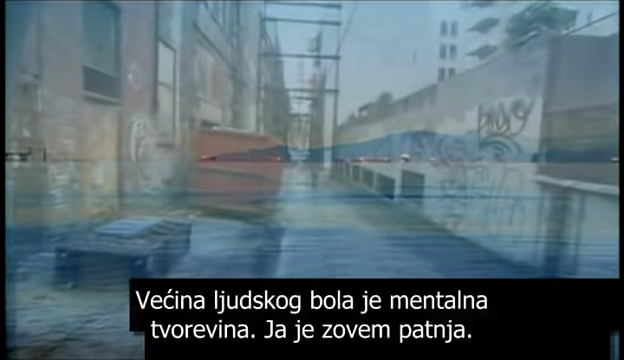 Većina ljudskog bola je mentalna
tvorevina. Ja je zovem patnja.